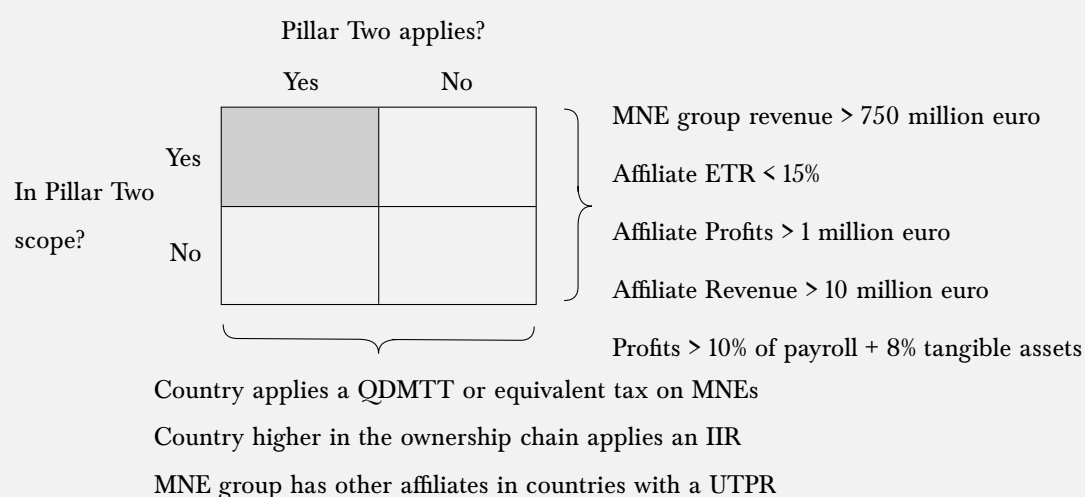 Pillar Two applies?
Yes No
MNE group revenue > 750 million euro
Yes
Affiliate ETR < 15%
In Pillar Two
scope?
Affiliate Profits > 1 million euro
No
Affiliate Revenue > 10 million euro
Profits > 10% of payroll + 8% tangible assets
Country applies a QDMTT or equivalent tax on MNEs
Country higher in the ownership chain applies an IIR
MNE group has other affiliates in countries with a UTPR